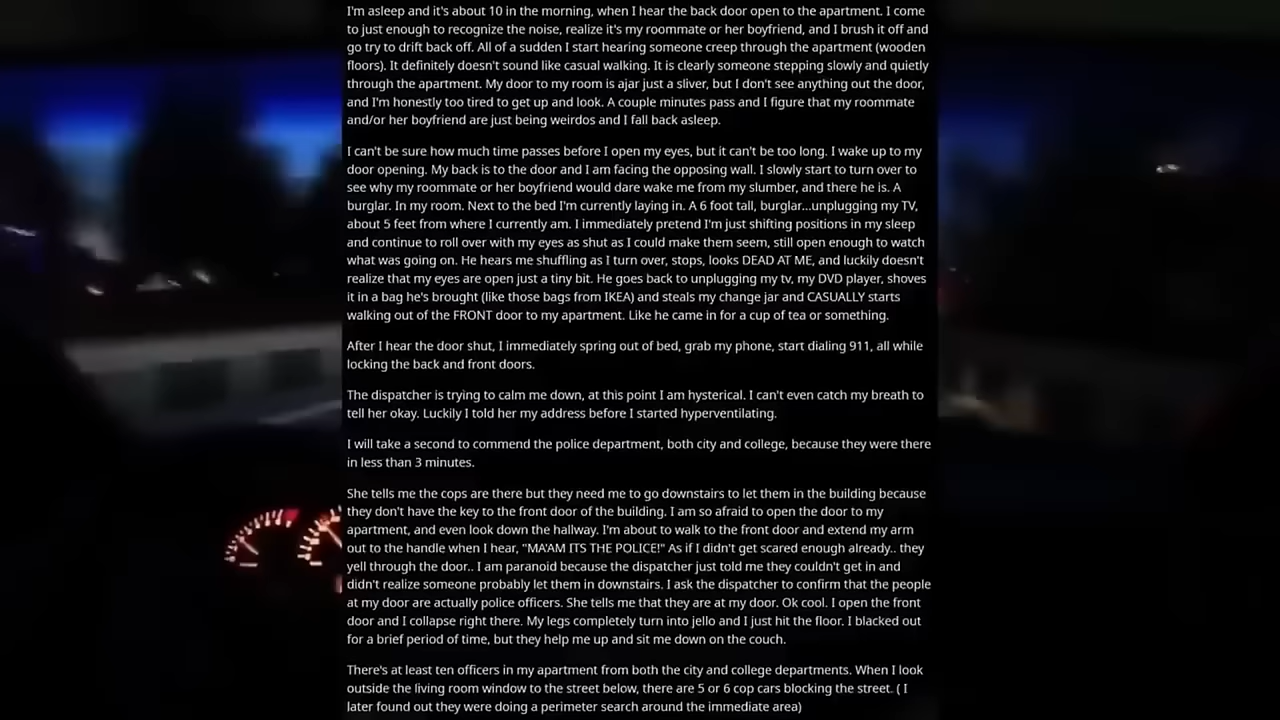 I'm asleep and it's about 10 in the morning, when I hear the back door open to the apartment. I come
to just enough to recognize the noise, realize it's my roommate or her boyfriend, and I brush it off and
go try to drift back off. All of a sudden I start hearing someone creep through the apartment (wooden
floors). It definitely doesn't sound like casual walking. It is clearly someone stepping slowly and quietly
through the apartment. My door to my room is ajar just a sliver, but I don't see anything out the door,
and I'm honestly too tired to get up and look. A couple minutes pass and I figure that my roommate
and/or her boyfriend are just being weirdos and I fall back asleep.
I can't be sure how much time passes before I open my eyes, but it can't be too long. I wake up to my
door opening. My back is to the door and I am facing the opposing wall. I slowly start to turn over to
see why my roommate or her boyfriend would dare wake me from my slumber, and there he is. A
burglar. In my room. Next to the bed I'm currently laying in. A 6 foot tall, burglar...unplugging my TV,
about 5 feet from where I currently am. I immediately pretend I'm just shifting positions in my sleep
and continue to roll over with my eyes as shut as I could make them seem, still open enough to watch
what was going on. He hears me shuffling as I turn over, stops, looks DEAD AT ME, and luckily doesn't
realize that my eyes are open just a tiny bit. He goes back to unplugging my tv, my DVD player, shoves
it in a bag he's brought (like those bags from IKEA) and steals my change jar and CASUALLY starts
walking out of the FRONT door to my apartment. Like he came in for a cup of tea or something.
After I hear the door shut, I immediately spring out of bed, grab my phone, start dialing 911, all while
locking the back and front doors.
The dispatcher is trying to calm me down, at this point I am hysterical. I can't even catch my breath to
tell her okay. Luckily I told her my address before I started hyperventilating.
I will take a second to commend the police department, both city and college, because they were there
in less than 3 minutes.
She tells me the cops are there but they need me to go downstairs to let them in the building because
they don't have the key to the front door of the building. I am so afraid to open the door to my
apartment, and even look down the hallway. I'm about to walk to the front door and extend my arm
out to the handle when I hear, "MA'AM ITS THE POLICE!" As if I didn't get scared enough already.. they
yell through the door.. I am paranoid because the dispatcher just told me they couldn't get in and
didn't realize someone probably let them in downstairs. I ask the dispatcher to confirm that the people
at my door are actually police officers. She tells me that they are at my door. Ok cool. I open the front
door and I collapse right there. My legs completely turn into jello and I just hit the floor. I blacked out
for a brief period of time, but they help me up and sit me down on the couch.
There's at least ten officers in my apartment from both the city and college departments. When I look
outside the living room window to the street below, there are 5 or 6 cop cars blocking the street. ( I
later found out they were doing a perimeter search around the immediate area)